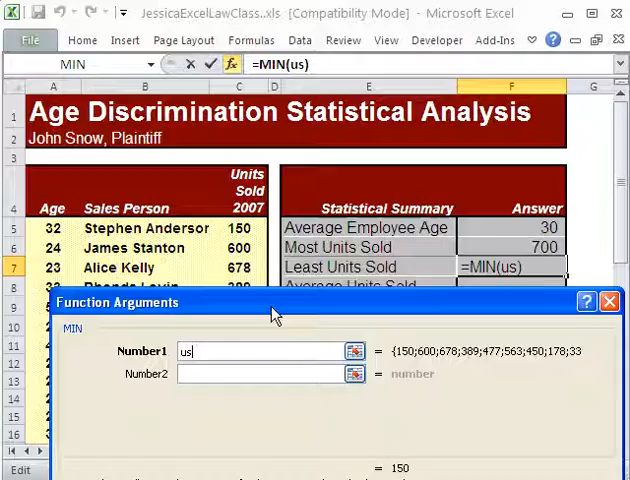 JessicaExcelLawClass..xls [Compatibility Mode] - Microsoft Excel
File Home Insert Page Layout Formulas Data Review View Developer Add-Ins
MIN fx =MIN(us)
A B C D E F G
1 Age Discrimination Statistical Analysis
2 John Snow, Plaintiff
3
Units
Sold
4 Age Sales Person 2007 Statistical Summary Answer
5 32 Stephen Anderson 150 Average Employee Age 30
6 24 James Stanton 600 Most Units Sold 700
7 23 Alice Kelly 678 Least Units Sold =MIN(us)
8
9
10
11
14
15
16
Function Arguments
MIN
Number1 us = {150;600;678;389;477;563;450;178;33
Number2 = number
= 150
Edit